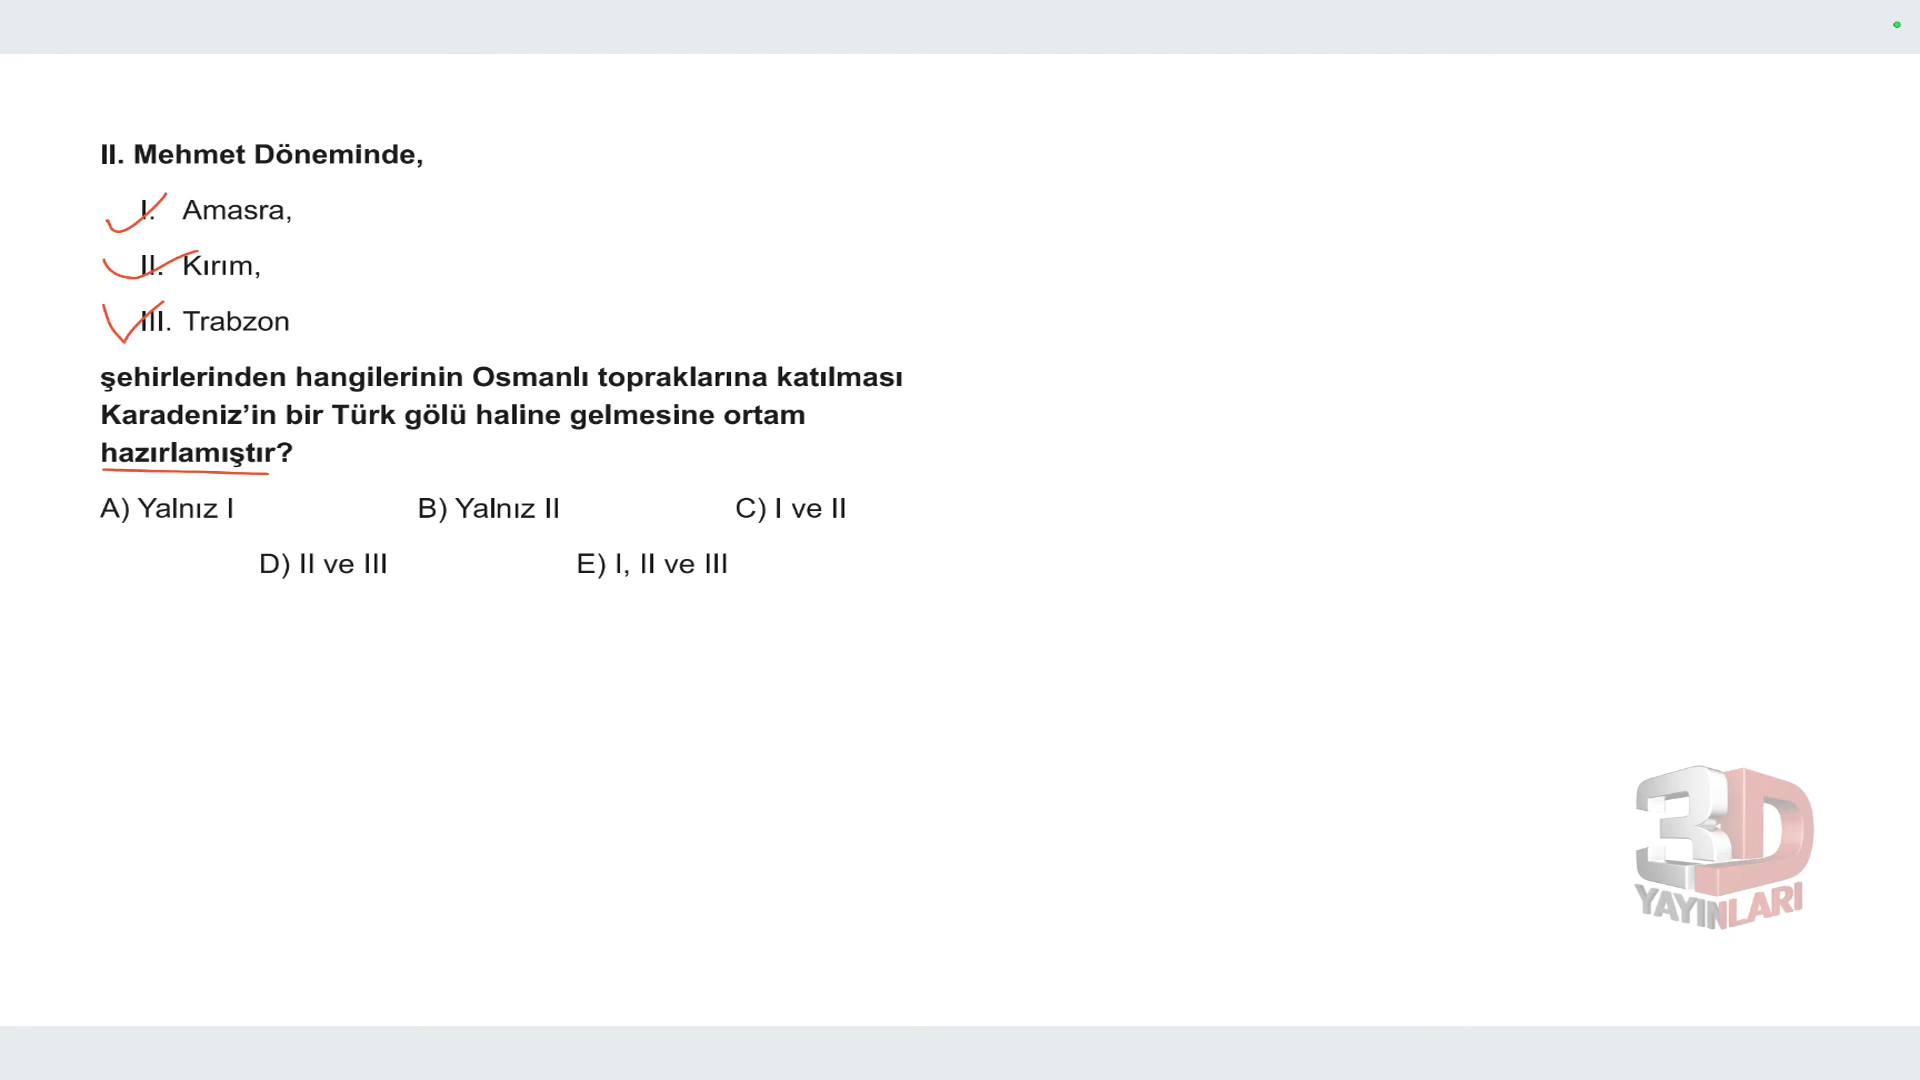 II. Mehmet Döneminde,
I. Amasra,
II. Kırım,
III. Trabzon
şehirlerinden hangilerinin Osmanlı topraklarına katılması
Karadeniz’in bir Türk gölü haline gelmesine ortam
hazırlamıştır?
A) Yalnız I B) Yalnız II C) I ve II
D) II ve III E) I, II ve III
3D
YAYINLARI